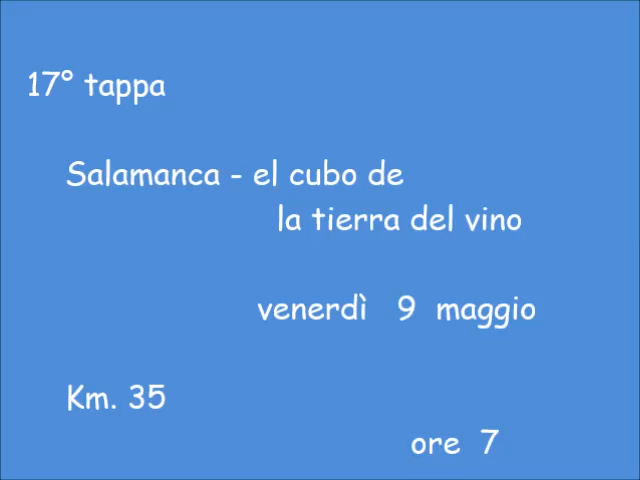 17° tappa
Salamanca - el cubo de
la tierra del vino
venerdì 9 maggio
Km. 35
ore 7